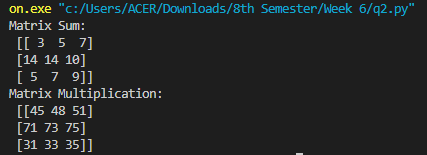 on.exe "c:/Users/ACER/Downloads/8th Semester/Week 6/q2.py"
Matrix Sum:
 [[ 3  5  7]
 [14 14 10]
 [ 5  7  9]]
Matrix Multiplication:
 [[45 48 51]
 [71 73 75]
 [31 33 35]]